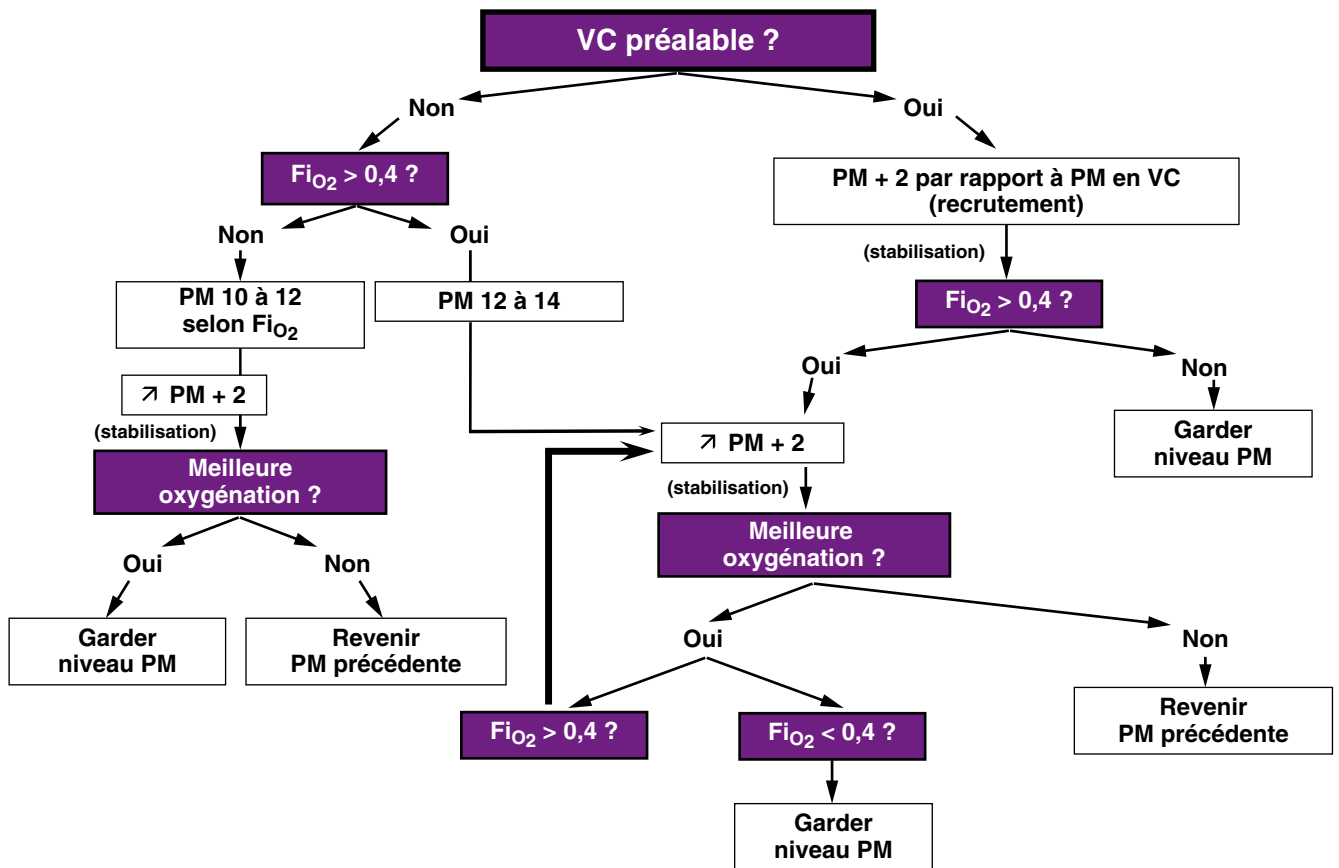 VC préalable ?
Non
Oui
FiO2 > 0,4 ?
PM + 2 par rapport à PM en VC
(recrutement)
Non
Oui
(stabilisation)
PM 10 à 12
selon FiO2
PM 12 à 14
FiO2 > 0,4 ?
Oui
Non
↗ PM + 2
(stabilisation)
↗ PM + 2
Garder
niveau PM
Meilleure
oxygénation ?
(stabilisation)
Meilleure
oxygénation ?
Oui
Non
Garder
niveau PM
Revenir
PM précédente
Oui
Non
FiO2 > 0,4 ?
FiO2 < 0,4 ?
Revenir
PM précédente
Garder
niveau PM